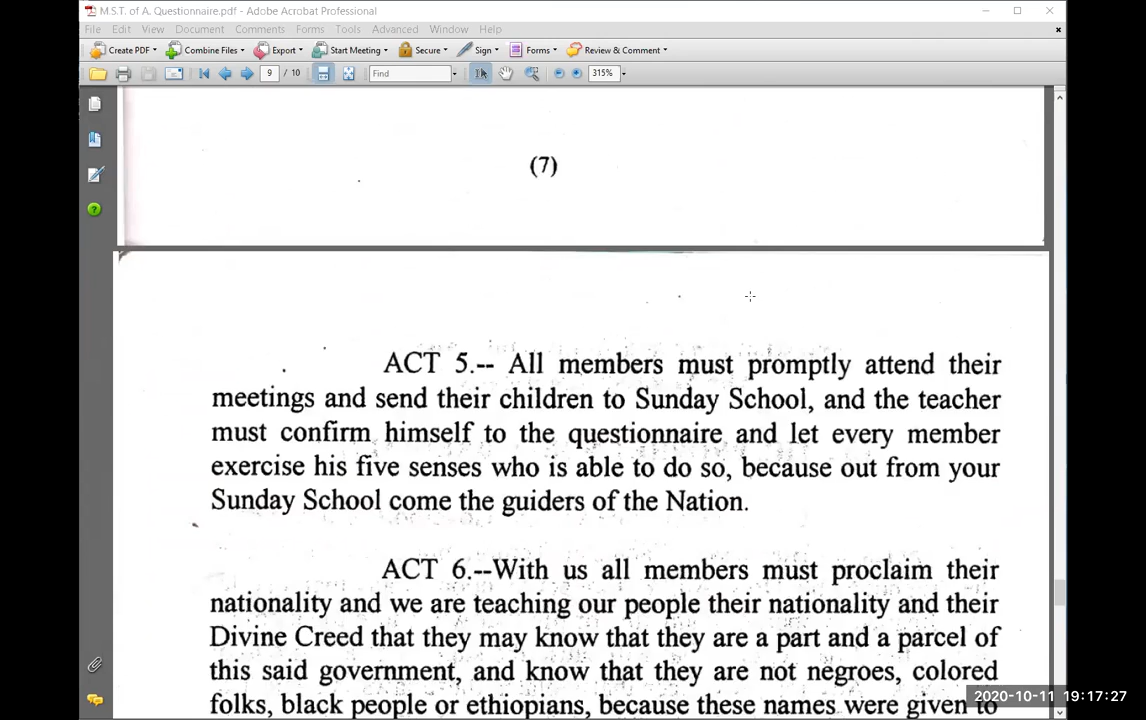 M.S.T. of A. Questionnaire.pdf - Adobe Acrobat Professional
File Edit View Document Comments Forms Tools Advanced Window Help
Create PDF Combine Files Export Start Meeting Secure Sign Forms Review & Comment
9 / 10 Find 315%
(7)
ACT 5.-- All members must promptly attend their
meetings and send their children to Sunday School, and the teacher
must confirm himself to the questionnaire and let every member
exercise his five senses who is able to do so, because out from your
Sunday School come the guiders of the Nation.
ACT 6.--With us all members must proclaim their
nationality and we are teaching our people their nationality and their
Divine Creed that they may know that they are a part and a parcel of
this said government, and know that they are not negroes, colored
folks, black people or ethiopians, because these names were given to
2020-10-11 19:17:27